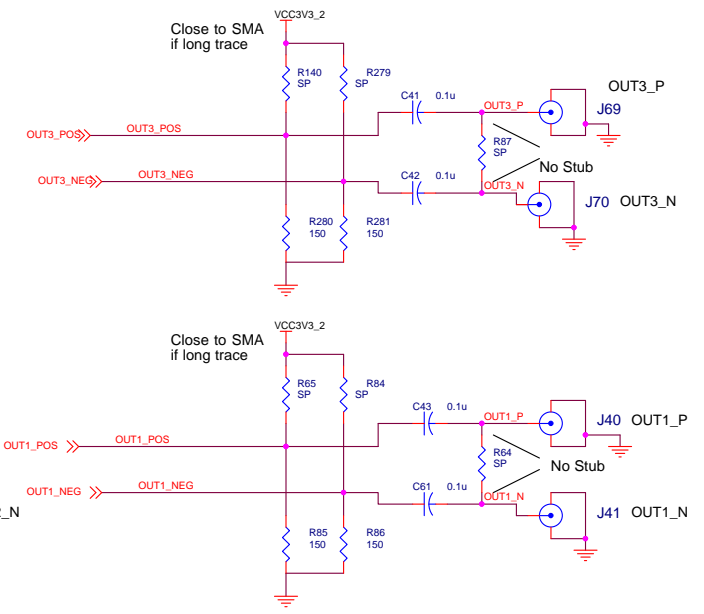 VCC3V3_2
Close to SMA
if long trace
R140
SP
R279
SP
C41 0.1u
OUT3_P
OUT3_P
J69
OUT3_POS
OUT3_POS
R87
SP
No Stub
OUT3_NEG
OUT3_NEG
C42 0.1u
OUT3_N
J70 OUT3_N
R280
150
R281
150
VCC3V3_2
Close to SMA
if long trace
R65
SP
R84
SP
C43 0.1u
OUT1_P
J40 OUT1_P
OUT1_POS
OUT1_POS
R64
SP
No Stub
OUT1_NEG
OUT1_NEG
C61 0.1u
OUT1_N
J41 OUT1_N
_N
R85
150
R86
150